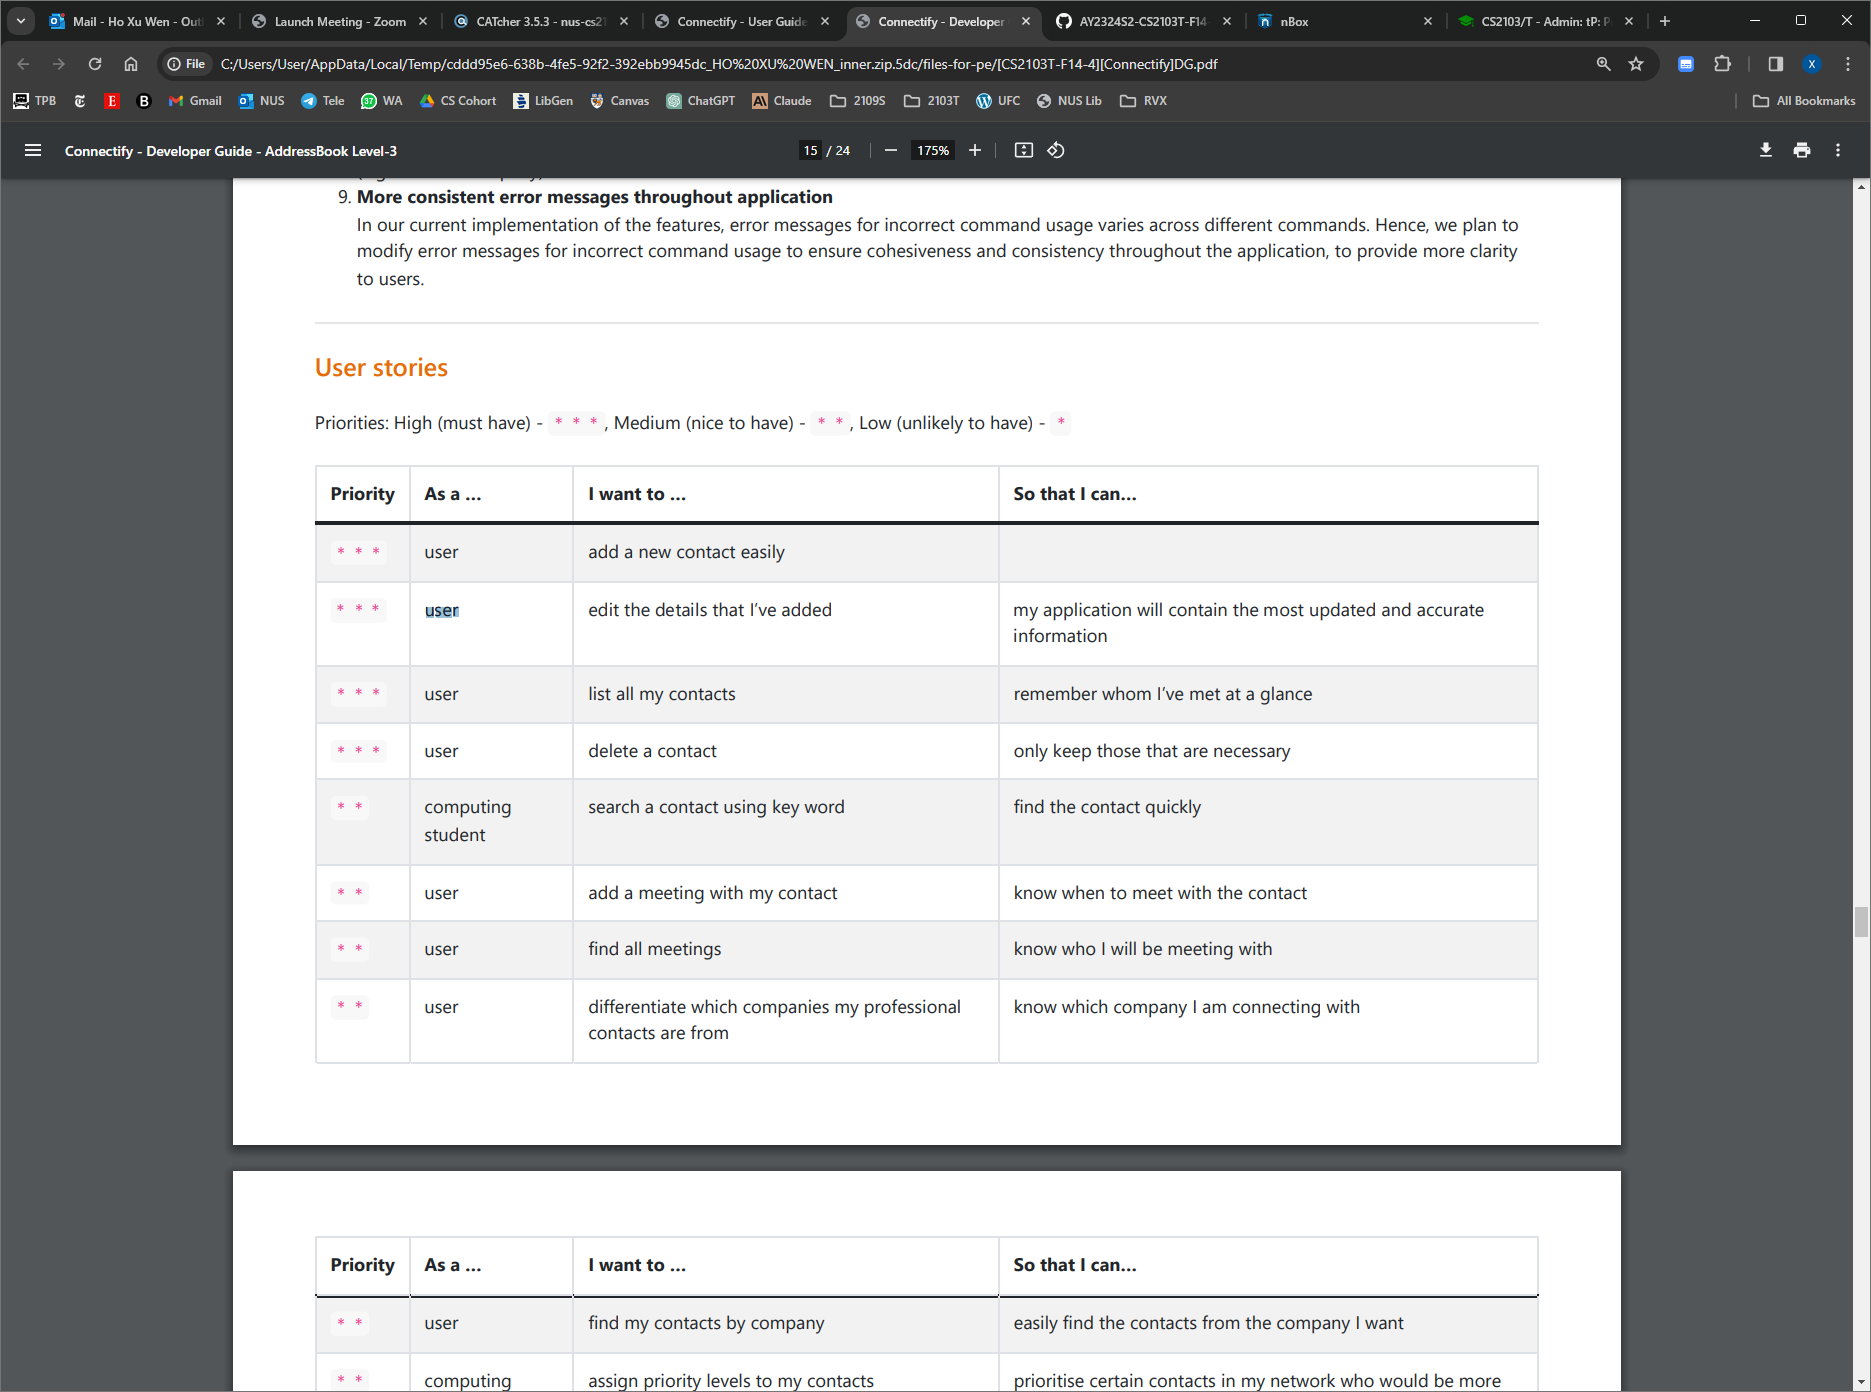 Mail - Ho Xu Wen - Out
Launch Meeting - Zoom
CATcher 3.5.3 - nus-cs21
Connectify - User Guide
Connectify - Developer
AY2324S2-CS2103T-F14-
nBox
CS2103/T - Admin: tP: P
File
C:/Users/User/AppData/Local/Temp/cddd95e6-638b-4fe5-92f2-392ebb9945dc_HO%20XU%20WEN_inner.zip.5dc/files-for-pe/[CS2103T-F14-4][Connectify]DG.pdf
X
TPB
Gmail
NUS
Tele
37 WA
CS Cohort
LibGen
Canvas
ChatGPT
Claude
2109S
2103T
UFC
NUS Lib
RVX
All Bookmarks
Connectify - Developer Guide - AddressBook Level-3
15 / 24
175%
9. More consistent error messages throughout application
In our current implementation of the features, error messages for incorrect command usage varies across different commands. Hence, we plan to
modify error messages for incorrect command usage to ensure cohesiveness and consistency throughout the application, to provide more clarity
to users.
User stories
Priorities: High (must have) - * * *, Medium (nice to have) - * *, Low (unlikely to have) - *
Priority As a … I want to … So that I can…
* * * user add a new contact easily
* * * user edit the details that I've added my application will contain the most updated and accurate
information
* * * user list all my contacts remember whom I've met at a glance
* * * user delete a contact only keep those that are necessary
* * computing search a contact using key word find the contact quickly
student
* * user add a meeting with my contact know when to meet with the contact
* * user find all meetings know who I will be meeting with
* * user differentiate which companies my professional know which company I am connecting with
contacts are from
Priority As a … I want to … So that I can…
* * user find my contacts by company easily find the contacts from the company I want
* * computing assign priority levels to my contacts prioritise certain contacts in my network who would be more